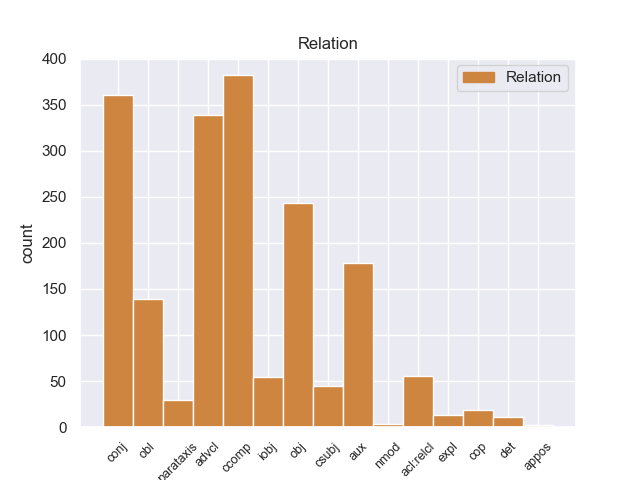 Relation
400
350
300
250
200
150
100
50
0
count
Relation
conj obl parataxis advcl ccomp iobj obj csubj aux nmod acl:relcl expl cop det appos